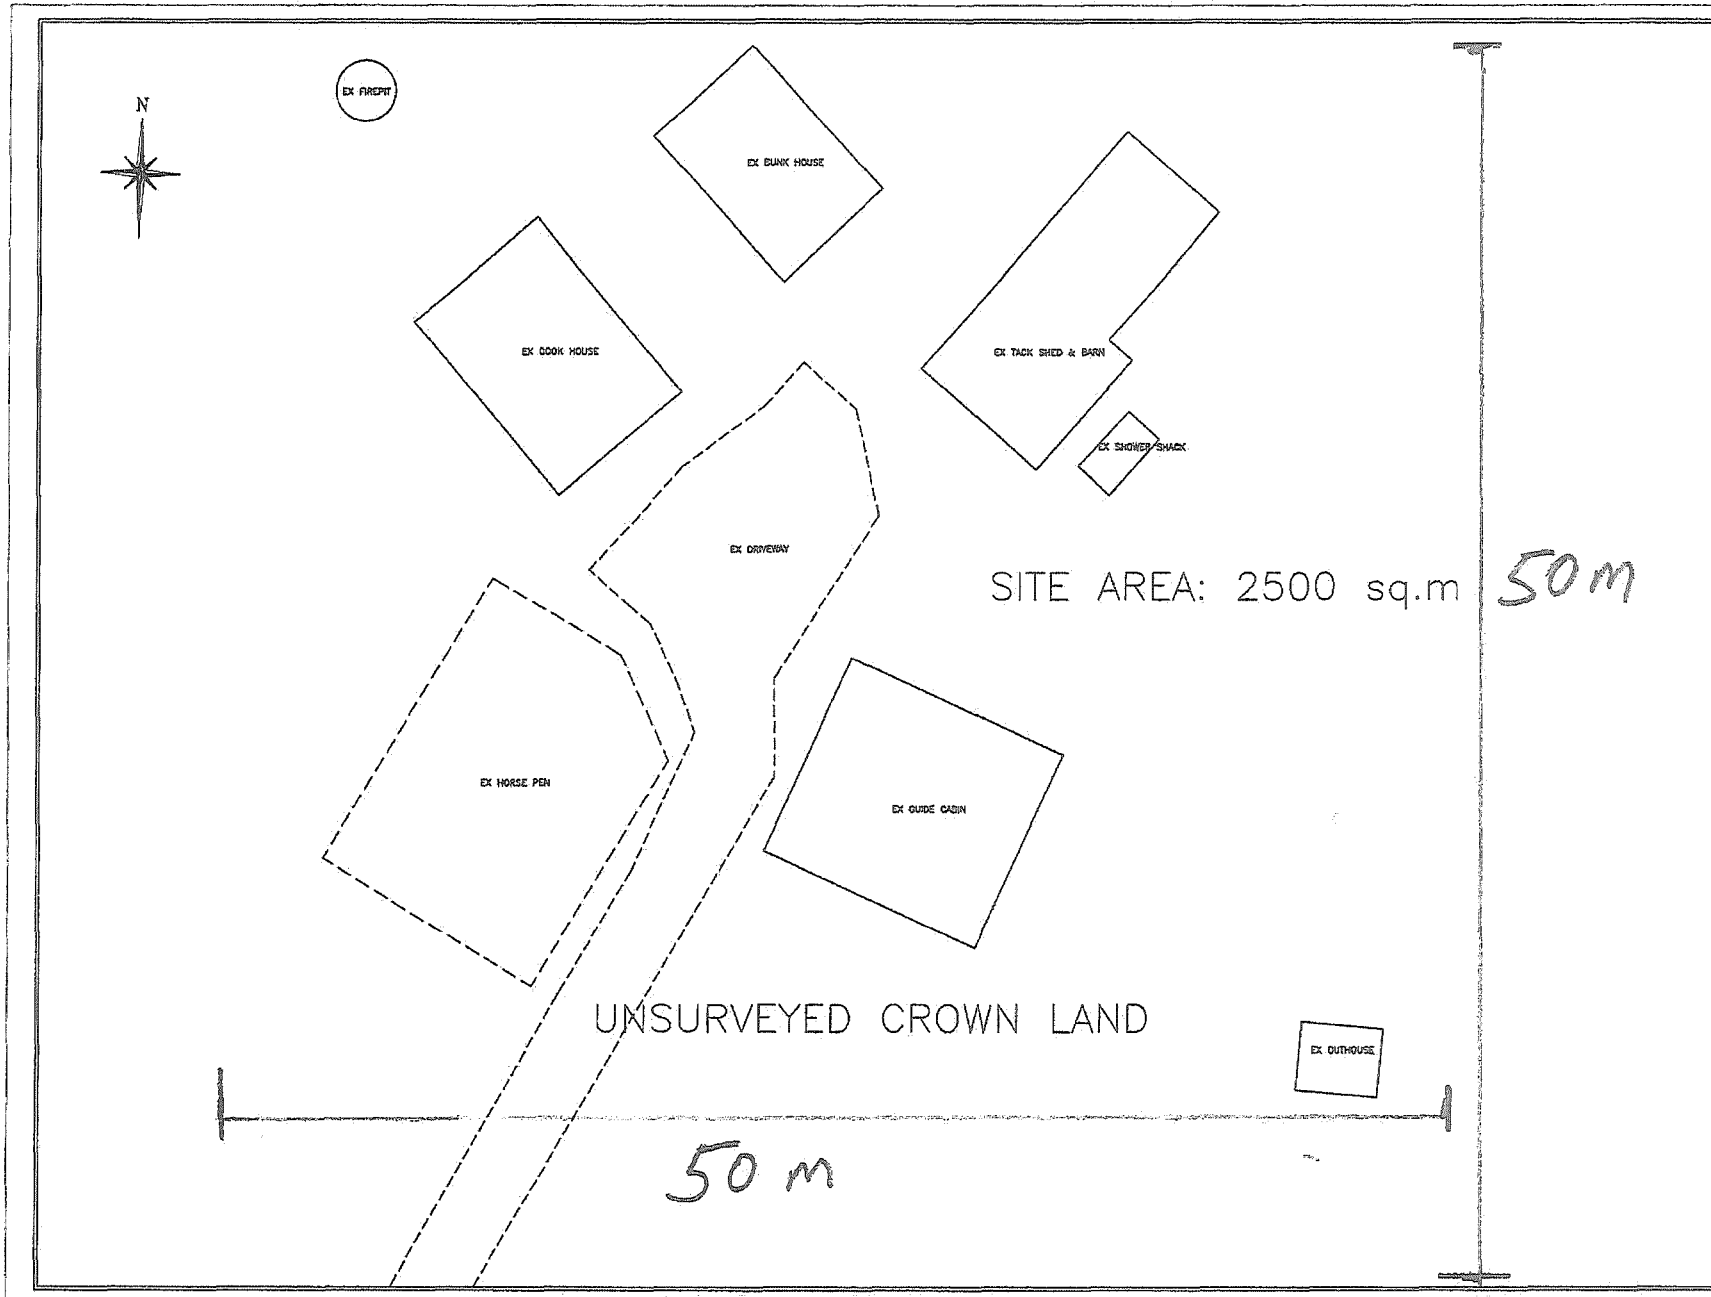 EX FIREPIT
N
EX BUNK HOUSE
EX COOK HOUSE
EX TACK SHED & BARN
EX SHOWER SHACK
EX DRIVEWAY
SITE AREA: 2500 sq.m
50 m
EX HORSE PEN
EX GUIDE CABIN
UNSURVEYED CROWN LAND
EX OUTHOUSE
50 m